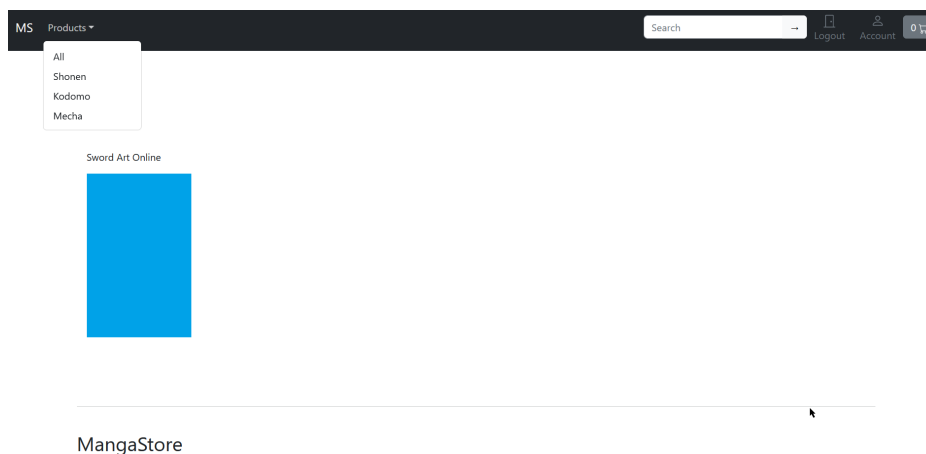 MS Products Search → Logout Account 0
All
Shonen
Kodomo
Mecha
Sword Art Online
MangaStore